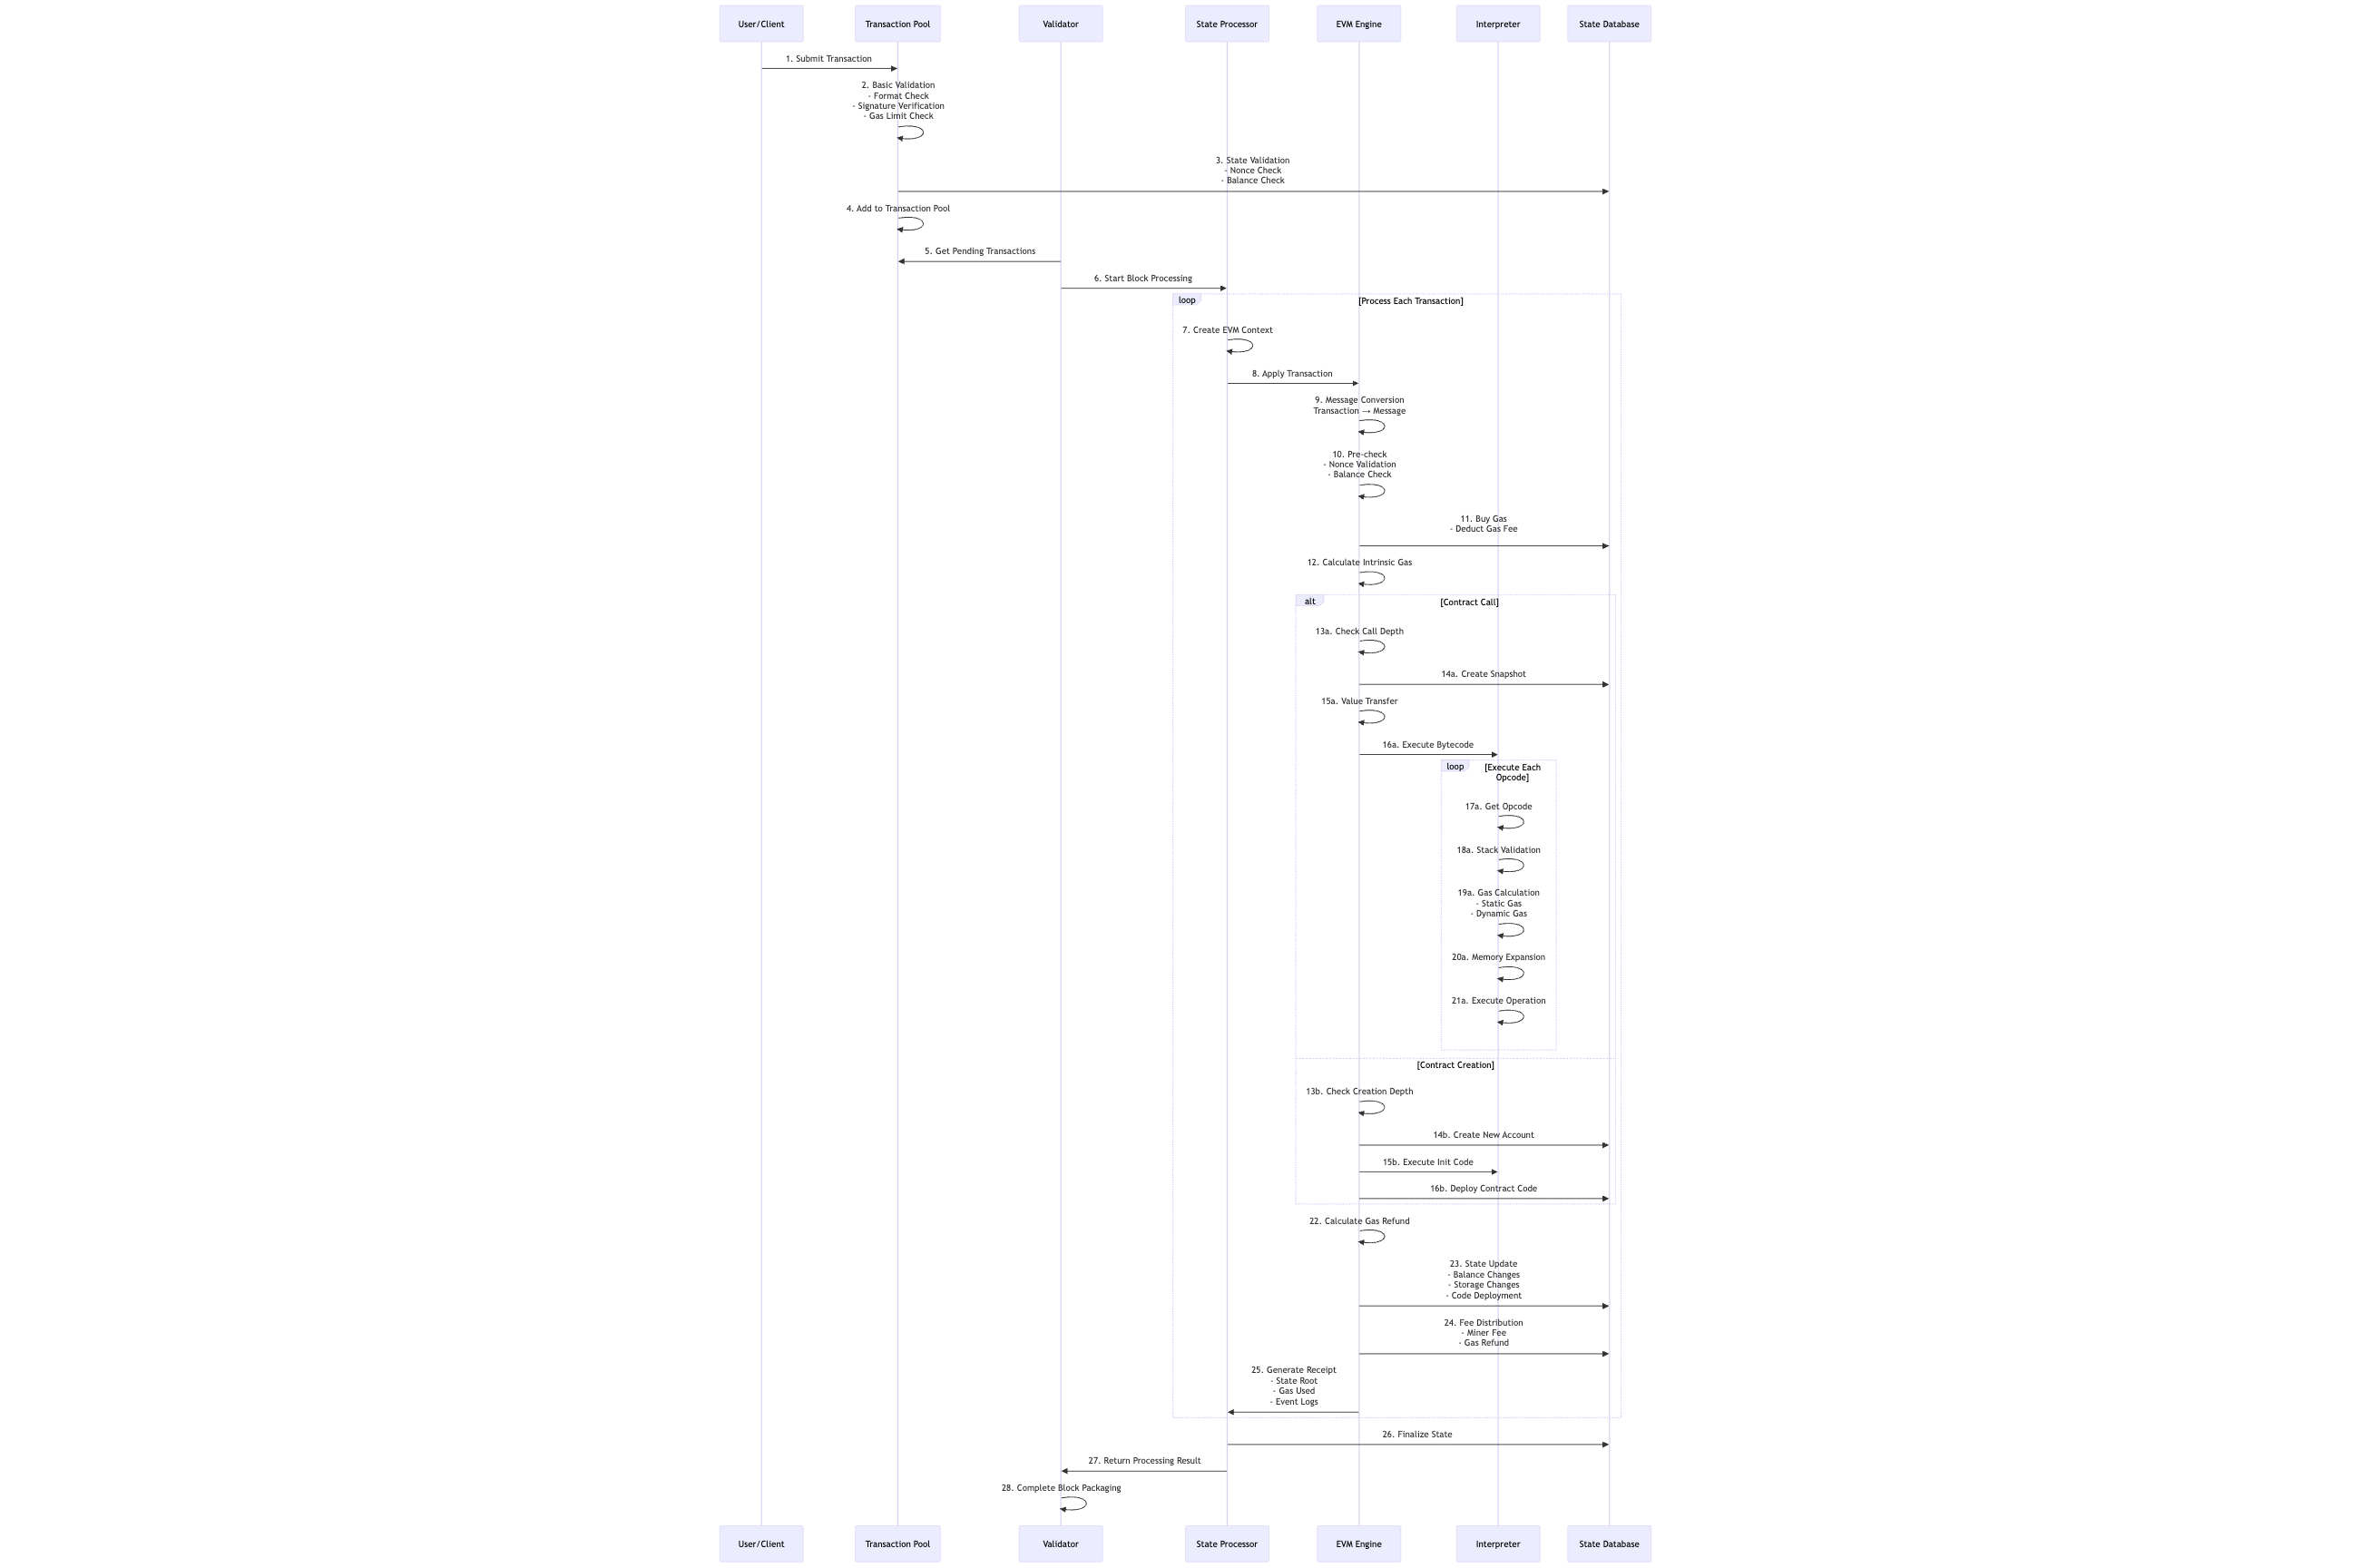 User/Client
Transaction Pool
Validator
State Processor
EVM Engine
Interpreter
State Database
1. Submit Transaction
2. Basic Validation
- Format Check
- Signature Verification
- Gas Limit Check
3. State Validation
- Nonce Check
- Balance Check
4. Add to Transaction Pool
5. Get Pending Transactions
6. Start Block Processing
loop
[Process Each Transaction]
7. Create EVM Context
8. Apply Transaction
9. Message Conversion
Transaction → Message
10. Pre-check
- Nonce Validation
- Balance Check
11. Buy Gas
- Deduct Gas Fee
12. Calculate Intrinsic Gas
alt
[Contract Call]
13a. Check Call Depth
14a. Create Snapshot
15a. Value Transfer
16a. Execute Bytecode
loop
[Execute Each
Opcode]
17a. Get Opcode
18a. Stack Validation
19a. Gas Calculation
- Static Gas
- Dynamic Gas
20a. Memory Expansion
21a. Execute Operation
[Contract Creation]
13b. Check Creation Depth
14b. Create New Account
15b. Execute Init Code
16b. Deploy Contract Code
22. Calculate Gas Refund
23. State Update
- Balance Changes
- Storage Changes
- Code Deployment
24. Fee Distribution
- Miner Fee
- Gas Refund
25. Generate Receipt
- State Root
- Gas Used
- Event Logs
26. Finalize State
27. Return Processing Result
28. Complete Block Packaging
User/Client
Transaction Pool
Validator
State Processor
EVM Engine
Interpreter
State Database